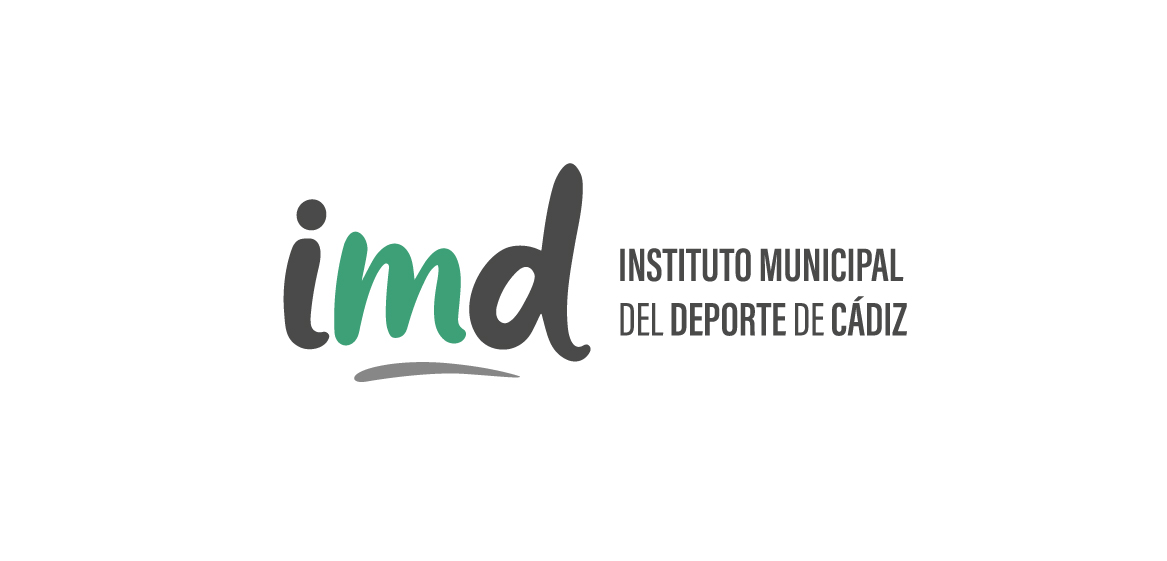 imd
INSTITUTO MUNICIPAL
DEL DEPORTE DE CÁDIZ